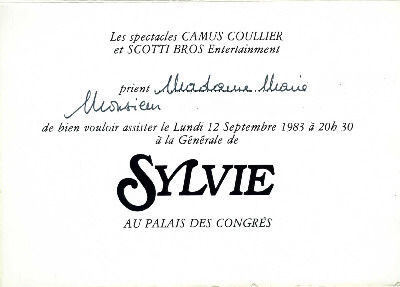 Les spectacles CAMUS COULLIER
et SCOTTI BROS Entertainment
prient Madame Marie
Monsieur
de bien vouloir assister le Lundi 12 Septembre 1983 à 20h 30
à la Générale de
SYLVIE
AU PALAIS DES CONGRÉS